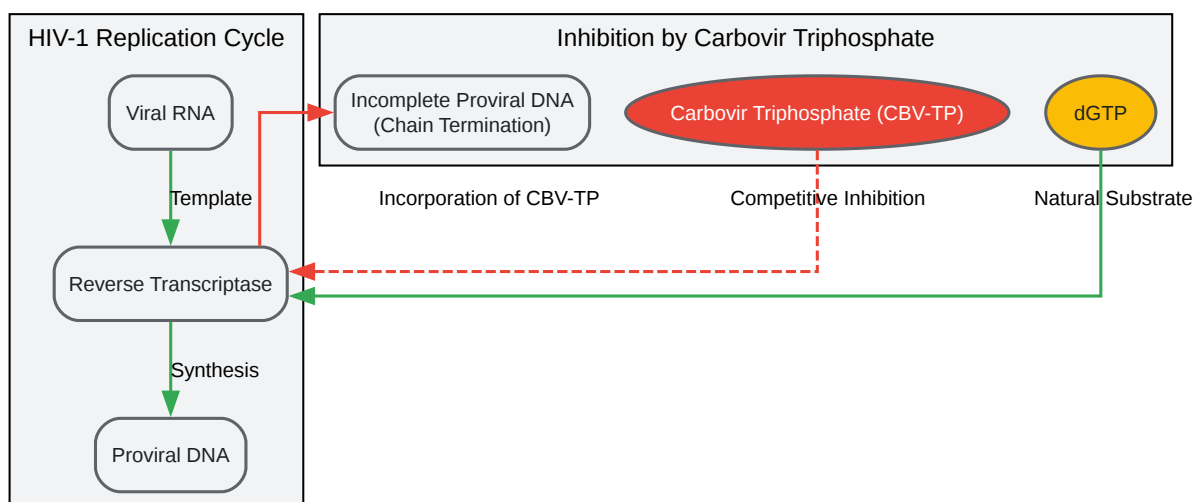 HIV-1 Replication Cycle
Inhibition by Carbovir Triphosphate
Viral RNA
Incomplete Proviral DNA
(Chain Termination)
Carbovir Triphosphate (CBV-TP)
dGTP
Template
Incorporation of CBV-TP
Competitive Inhibition
Natural Substrate
Reverse Transcriptase
Synthesis
Proviral DNA